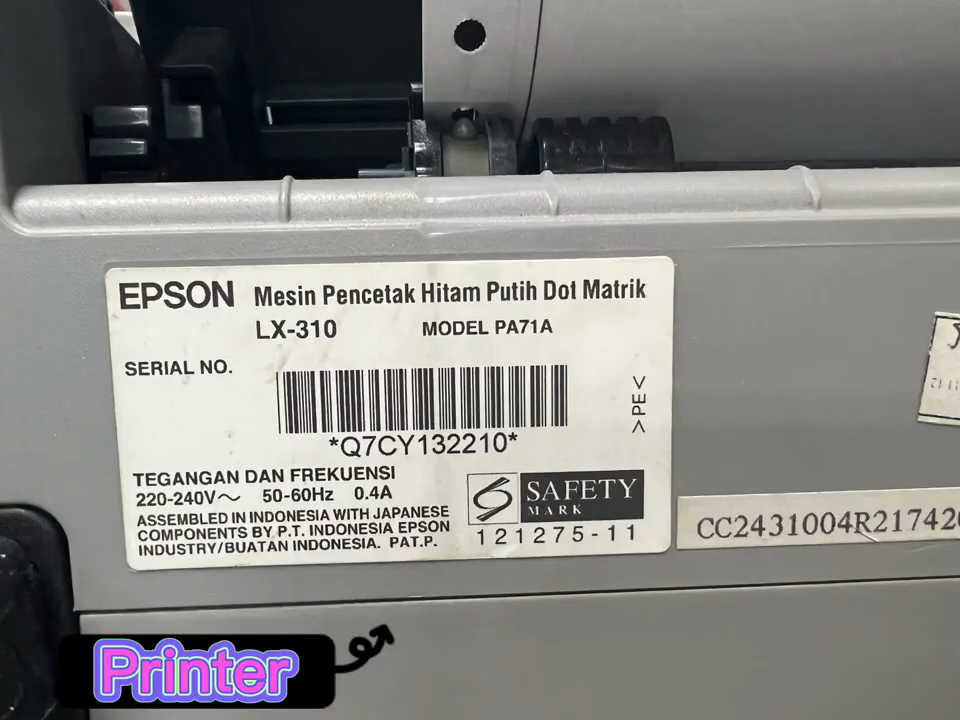 EPSON Mesin Pencetak Hitam Putih Dot Matrik
LX-310 MODEL PA71A
SERIAL NO.
>PE<
*Q7CY132210*
TEGANGAN DAN FREKUENSI
220-240V~ 50-60Hz 0.4A
ASSEMBLED IN INDONESIA WITH JAPANESE
COMPONENTS BY P.T. INDONESIA EPSON
INDUSTRY/BUATAN INDONESIA. PAT.P.
SAFETY
MARK
121275-11
CC2431004R21742
Printer